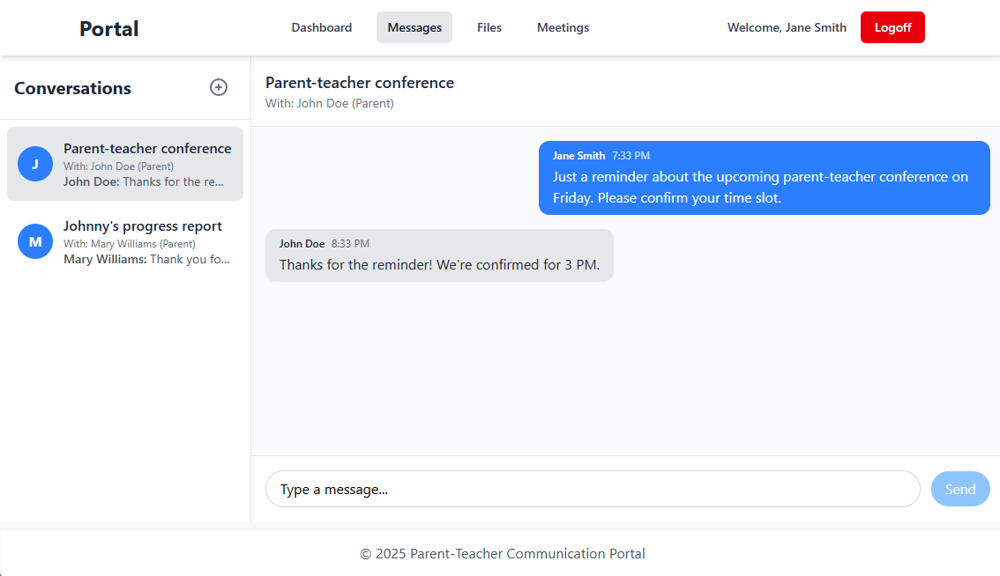 Portal
Dashboard
Messages
Files
Meetings
Welcome, Jane Smith
Logoff
Conversations
J
Parent-teacher conference
With: John Doe (Parent)
John Doe: Thanks for the re...
M
Johnny's progress report
With: Mary Williams (Parent)
Mary Williams: Thank you fo...
Parent-teacher conference
With: John Doe (Parent)
Jane Smith 7:33 PM
Just a reminder about the upcoming parent-teacher conference on
Friday. Please confirm your time slot.
John Doe 8:33 PM
Thanks for the reminder! We're confirmed for 3 PM.
Type a message...
Send
© 2025 Parent-Teacher Communication Portal